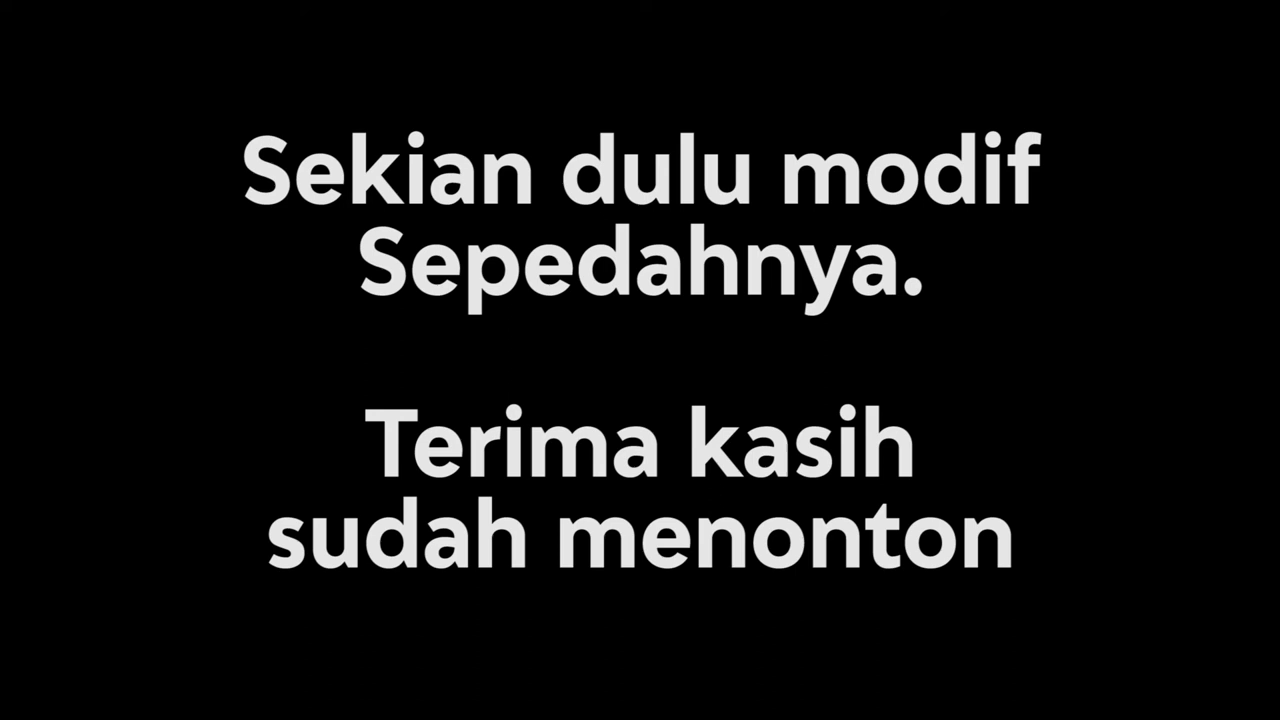 Sekian dulu modif
Sepedahnya.
Terima kasih
sudah menonton